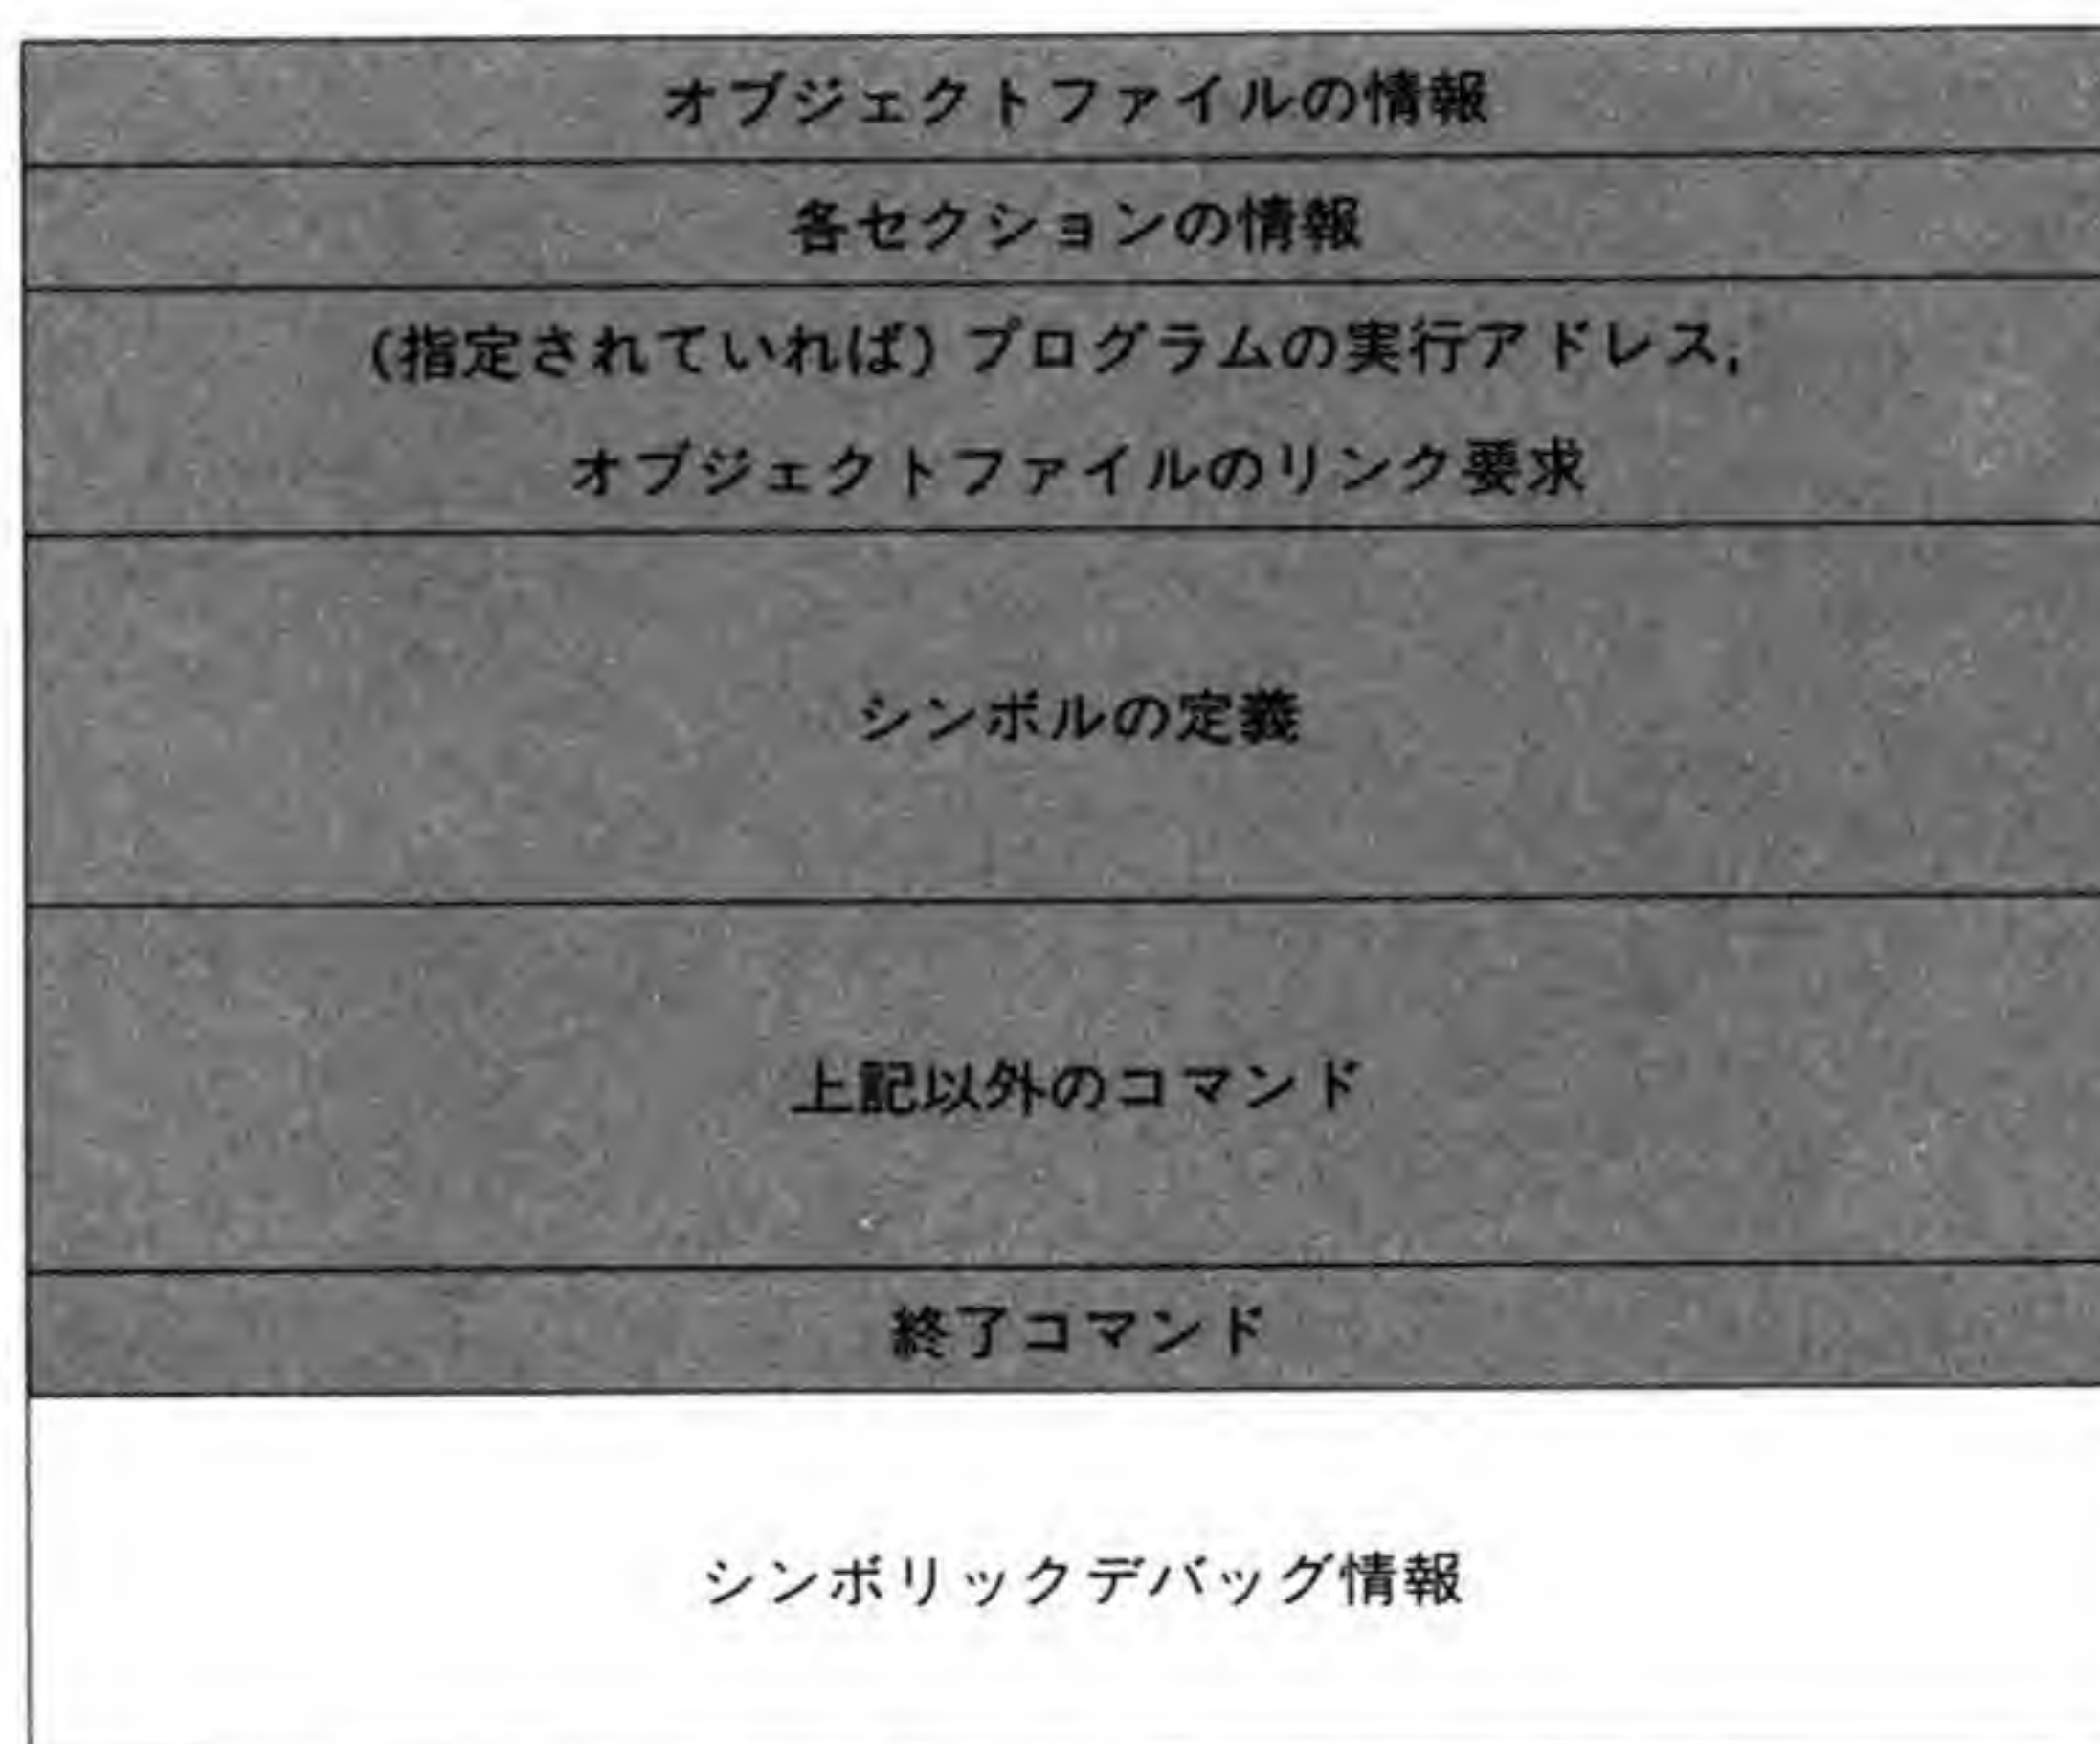 オブジェクトファイルの情報
各セクションの情報
(指定されていれば) プログラムの実行アドレス,
オブジェクトファイルのリンク要求
シンボルの定義
上記以外のコマンド
終了コマンド
シンボリックデバッグ情報